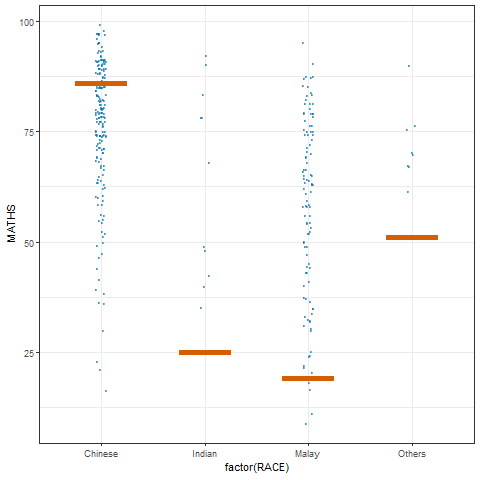 100
75
50
25
MATHS
Chinese
Indian
Malay
Others
factor(RACE)